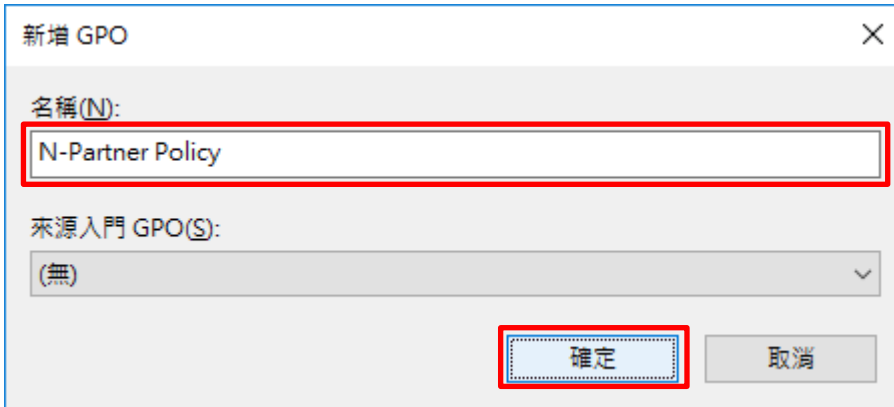 新增 GPO
名稱(N):
N-Partner Policy
來源入門 GPO(S):
(無)
確定
取消